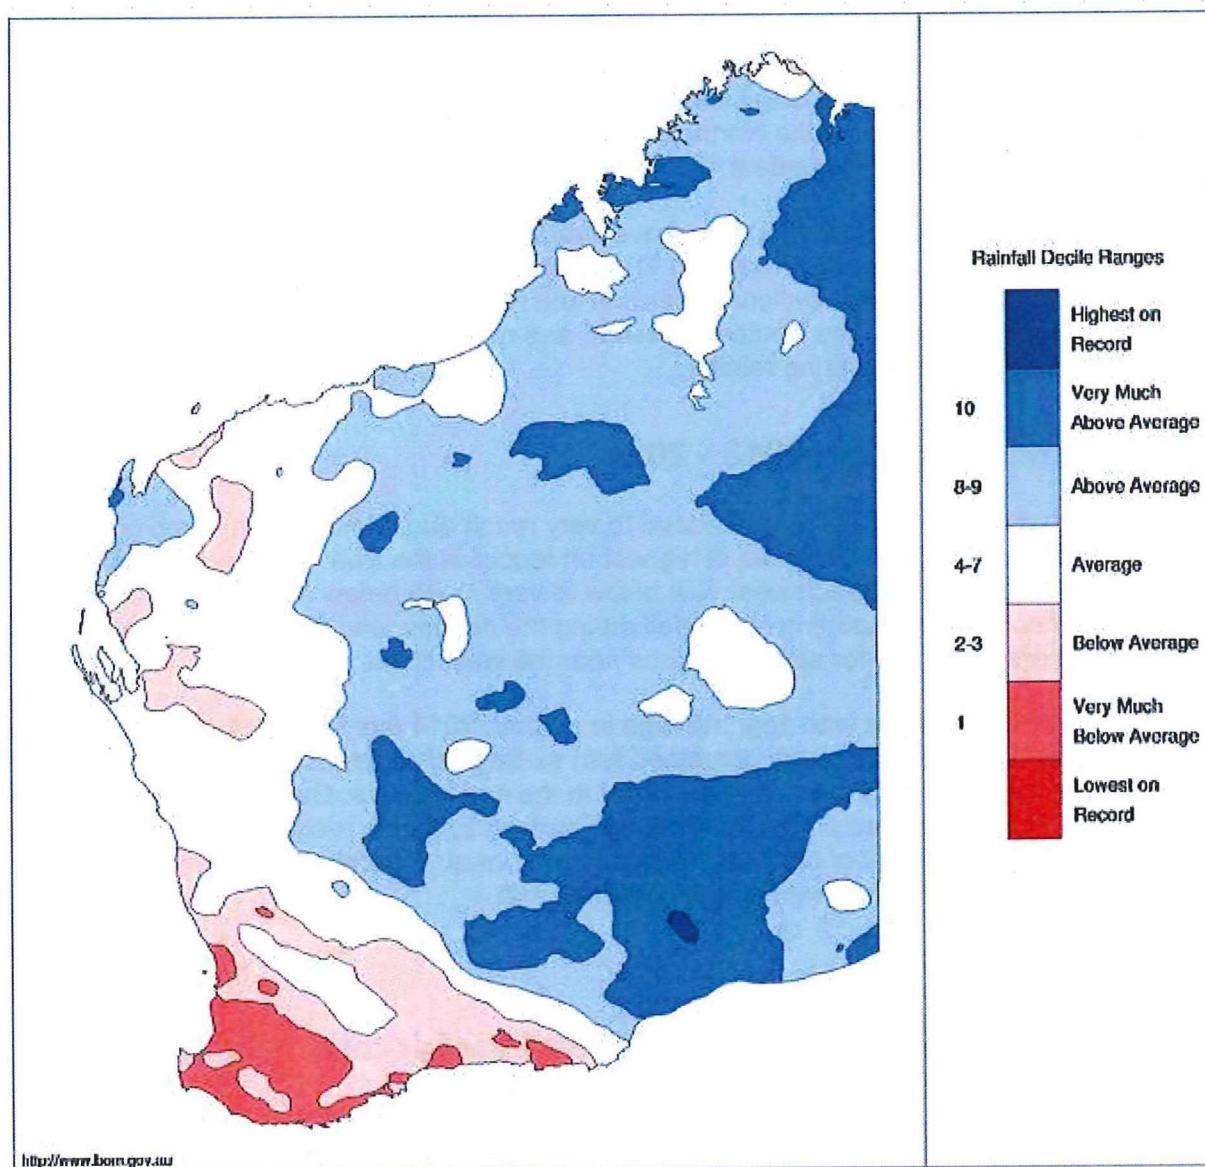 Rainfall Decile Ranges
Highest on
Record
10
Very Much
Above Average
8-9
Above Average
4-7
Average
2-3
Below Average
1
Very Much
Below Average
Lowest on
Record
http://www.bom.gov.au